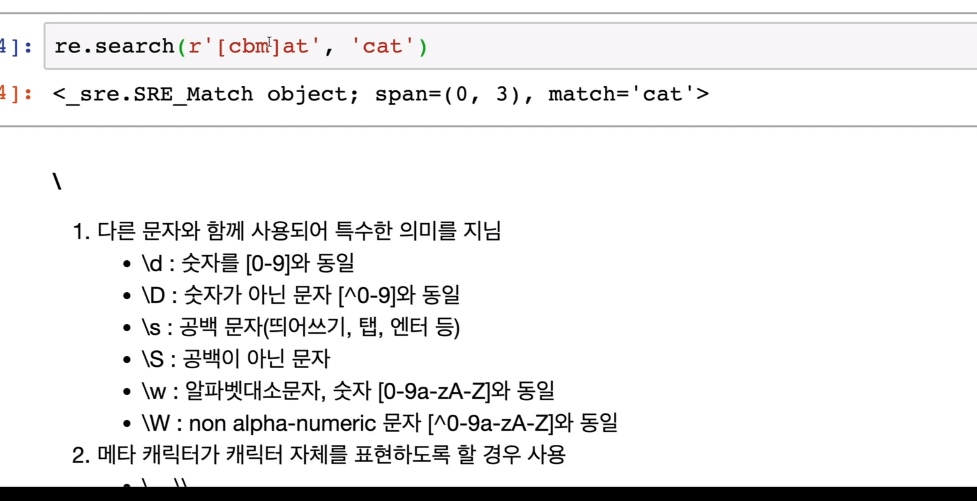 4]: re.search(r'[cbm]at', 'cat')
4]: <_sre.SRE_Match object; span=(0, 3), match='cat'>
\
1. 다른 문자와 함께 사용되어 특수한 의미를 지님
• \d : 숫자를 [0-9]와 동일
• \D : 숫자가 아닌 문자 [^0-9]와 동일
• \s : 공백 문자(띄어쓰기, 탭, 엔터 등)
• \S : 공백이 아닌 문자
• \w : 알파벳대소문자, 숫자 [0-9a-zA-Z]와 동일
• \W : non alpha-numeric 문자 [^0-9a-zA-Z]와 동일
2. 메타 캐릭터가 캐릭터 자체를 표현하도록 할 경우 사용